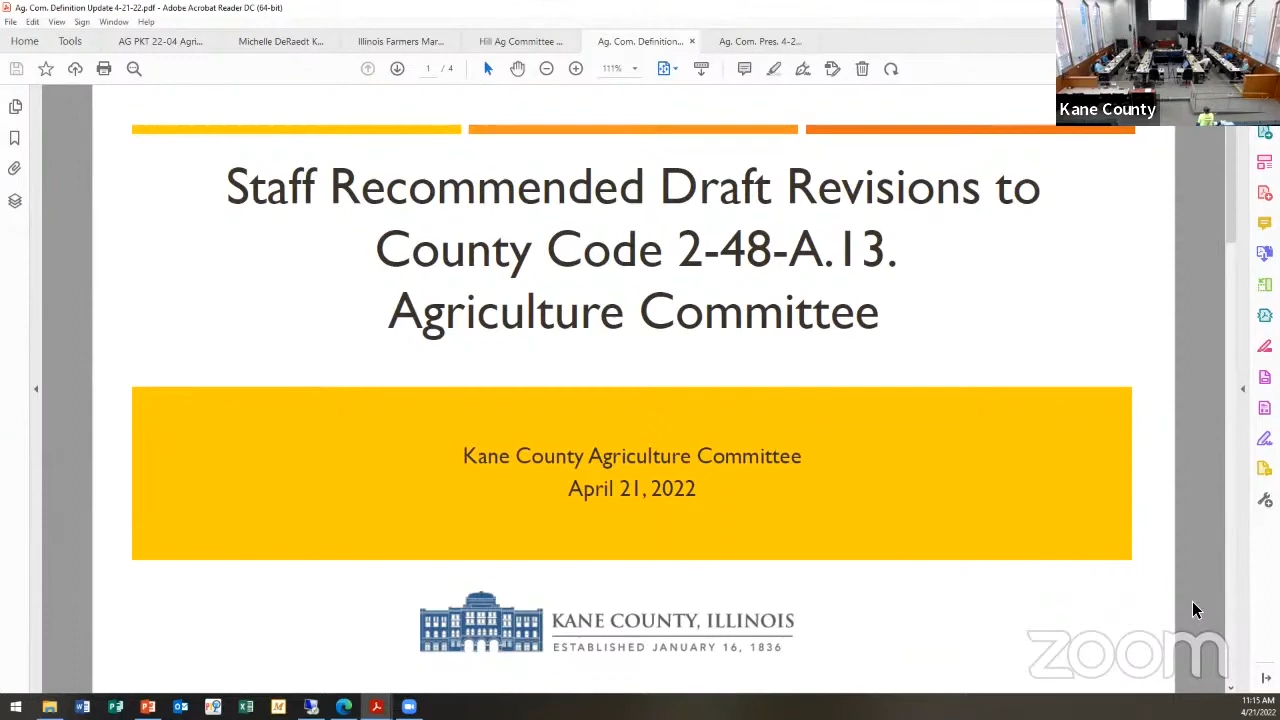 Ag. Com. Definition Update 4-21-22.pdf - Adobe Acrobat Reader DC (64-bit)
File Edit View Sign Window Help
Home Tools AG PKT 22-04 Agri... Michelle DeRaedt K... Illinois Farmers Mar... Hill Ag Committee ... Ag. Com. Definition... × Ag. Com. Pres. 4-2...
1 / 4 111%
Kane County
Staff Recommended Draft Revisions to
County Code 2-48-A.13.
Agriculture Committee
Kane County Agriculture Committee
April 21, 2022
KANE COUNTY, ILLINOIS
ESTABLISHED JANUARY 16, 1836
zoom
11:15 AM
4/21/2022